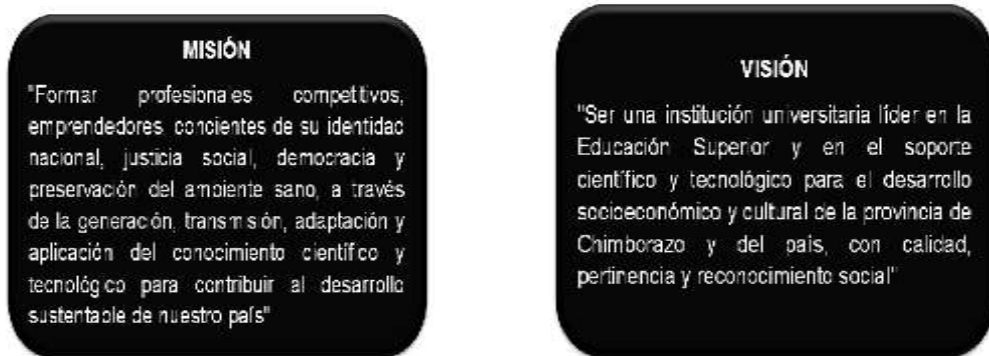 MISIÓN
"Formar profesionales competitivos,
emprendedores, concientes de su identidad
nacional, justicia social, democracia y
preservación del ambiente sano, a través
de la generación, transmisión, adaptación y
aplicación del conocimiento científico y
tecnológico para contribuir al desarrollo
sustentable de nuestro país"
VISIÓN
"Ser una institución universitaria líder en la
Educación Superior y en el soporte
científico y tecnológico para el desarrollo
socioeconómico y cultural de la provincia de
Chimborazo y del país, con calidad,
pertinencia y reconocimiento social"